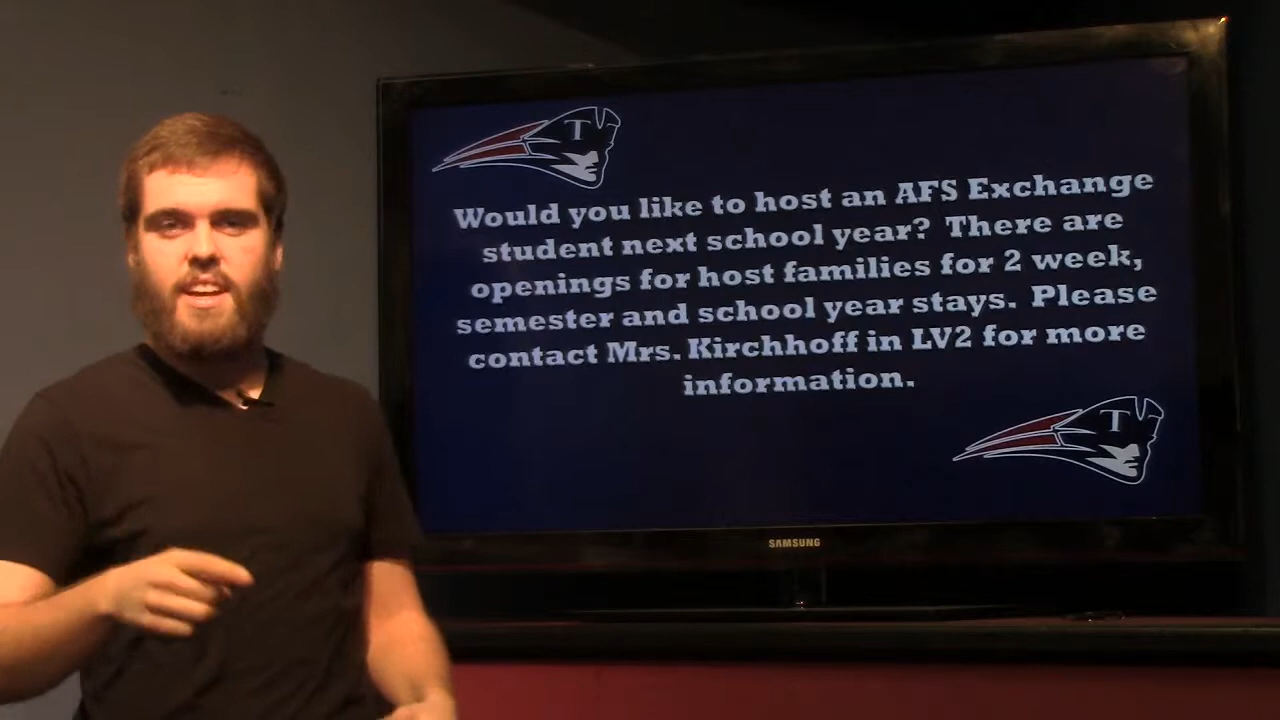 T
Would you like to host an AFS Exchange
student next school year? There are
openings for host families for 2 week,
semester and school year stays. Please
contact Mrs. Kirchhoff in LV2 for more
information.
T
SAMSUNG